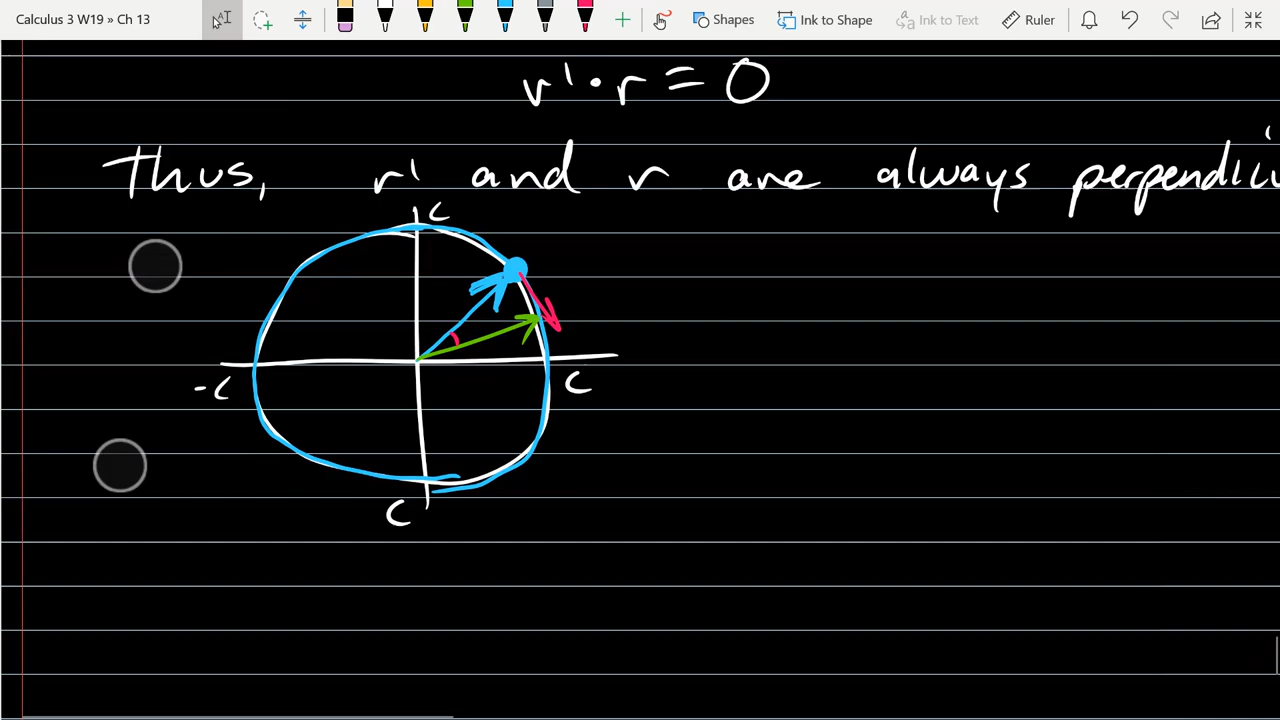 Calculus 3 W19 » Ch 13
Shapes
Ink to Shape
Ink to Text
Ruler
r' · r = 0
Thus, r' and r are always
C
-C
C
C